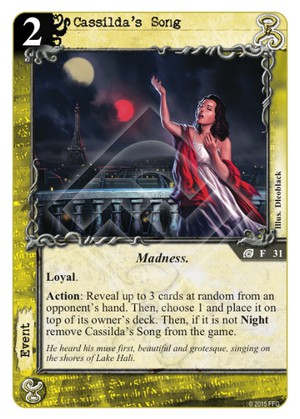 2
Cassilda's Song
Illus. Dleoblack
F 31
Madness.
Loyal.
Action: Reveal up to 3 cards at random from an
opponent's hand. Then, choose 1 and place it on
top of its owner's deck. Then, if it is not Night
remove Cassilda's Song from the game.
He heard his muse first, beautiful and grotesque, singing on
the shores of Lake Hali.
Event
© 2015 FFG